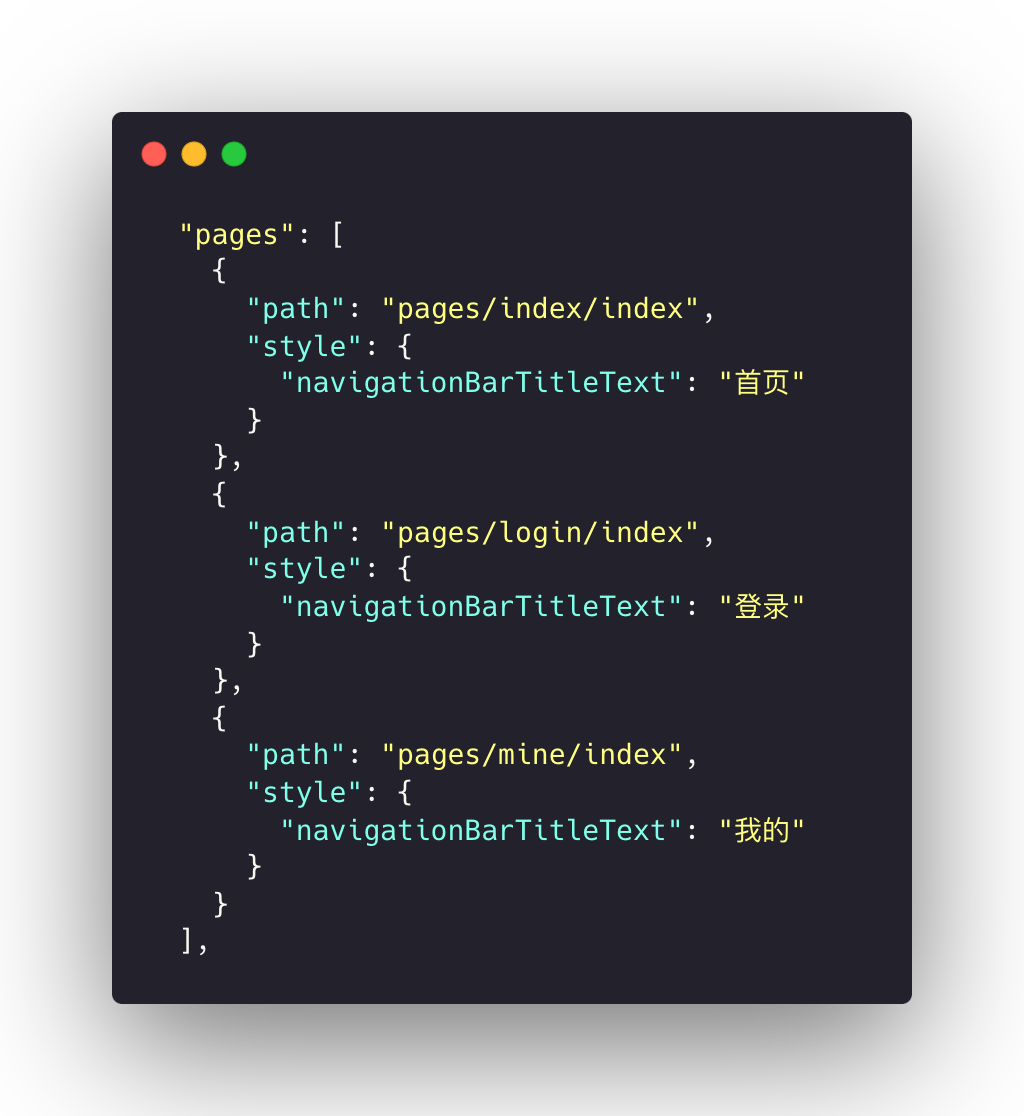 "pages": [
{
"path": "pages/index/index",
"style": {
"navigationBarTitleText": "首页"
}
},
{
"path": "pages/login/index",
"style": {
"navigationBarTitleText": "登录"
}
},
{
"path": "pages/mine/index",
"style": {
"navigationBarTitleText": "我的"
}
}
],